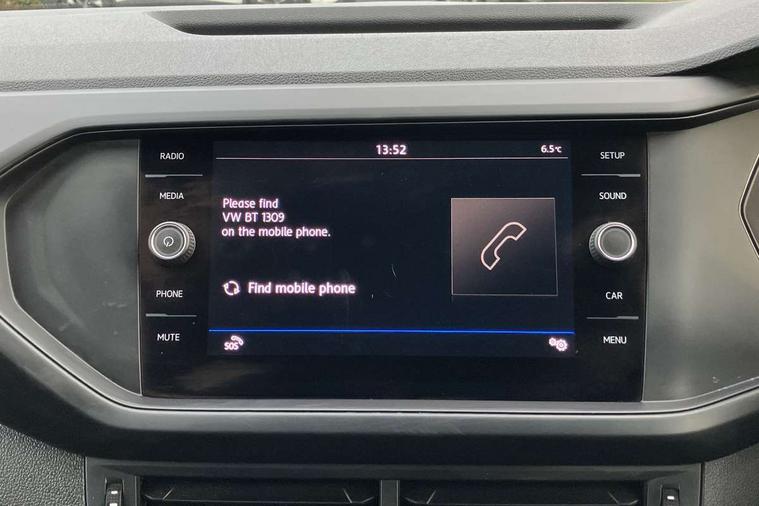 RADIO
MEDIA
PHONE
MUTE
13:52
6.5°C
Please find
VW BT 1309
on the mobile phone.
Find mobile phone
SOS
SETUP
SOUND
CAR
MENU